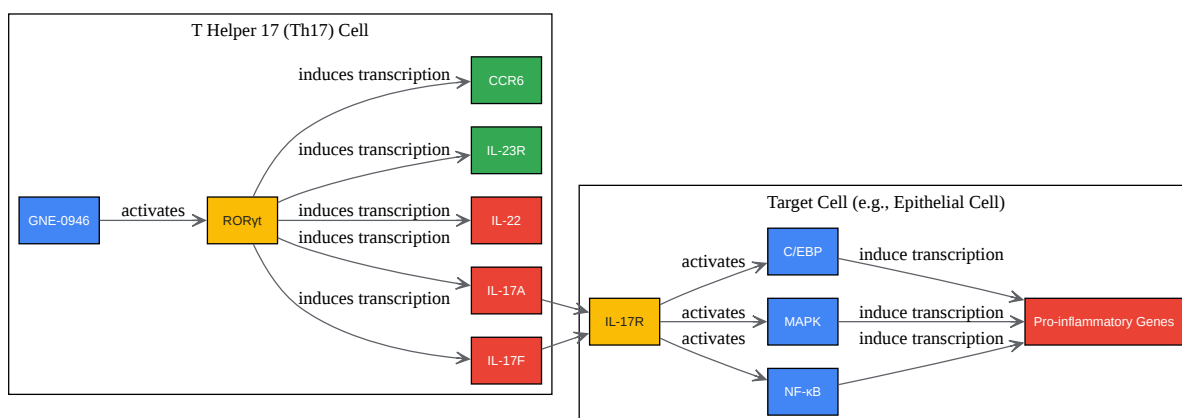 T Helper 17 (Th17) Cell
induces transcription
CCR6
induces transcription
IL-23R
GNE-0946
activates
RORγt
induces transcription
IL-22
induces transcription
IL-17A
induces transcription
IL-17F
Target Cell (e.g., Epithelial Cell)
IL-17R
activates
C/EBP
induce transcription
activates
MAPK
induce transcription
Pro-inflammatory Genes
activates
NF-κB
induce transcription